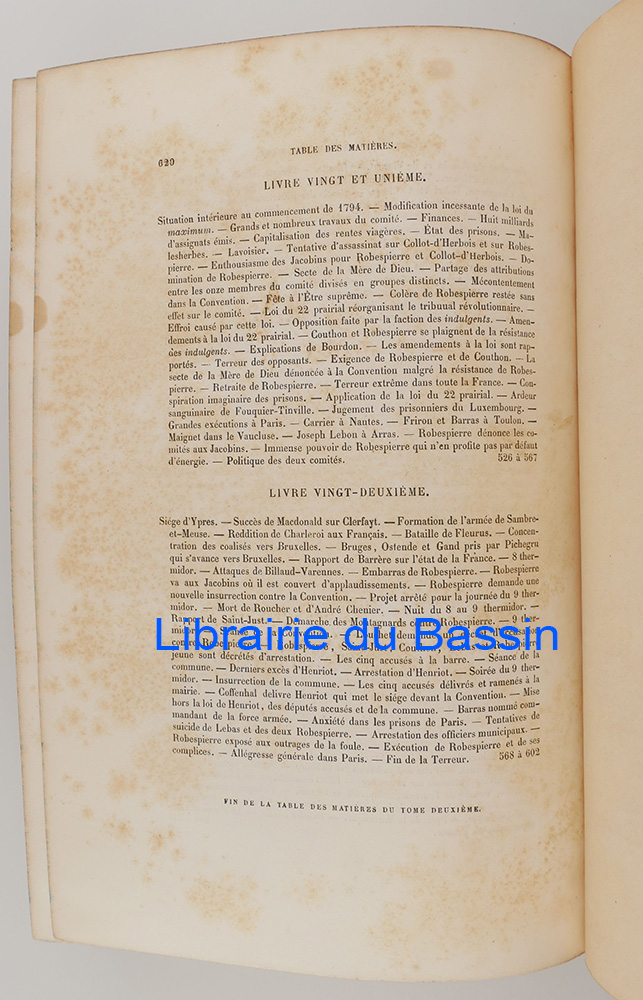 620
TABLE DES MATIÈRES.
LIVRE VINGT ET UNIÈME.
Situation intérieure au commencement de 1794. — Modification incessante de la loi du
maximum. — Grands et nombreux travaux du comité. — Finances. — Huit milliards
d'assignats émis. — Capitalisation des rentes viagères. — État des prisons. — Ma-
lesherbes. — Lavoisier. — Tentative d'assassinat sur Collot-d'Herbois et sur Robes-
pierre. — Enthousiasme des Jacobins pour Robespierre et Collot-d'Herbois. — Do-
mination de Robespierre. — Secte de la Mère de Dieu. — Partage des attributions
entre les onze membres du comité divisés en groupes distincts. — Mécontentement
dans la Convention. — Fête à l'Être suprême. — Colère de Robespierre restée sans
effet sur le comité. — Loi du 22 prairial réorganisant le tribunal révolutionnaire. —
Effroi causé par cette loi. — Opposition faite par la faction des indulgents. — Amen-
dements à la loi du 22 prairial. — Couthon et Robespierre se plaignent de la résistance
des indulgents. — Explications de Bourdon. — Les amendements à la loi sont rap-
portés. — Terreur des opposants. — Exigence de Robespierre et de Couthon. — La
secte de la Mère de Dieu dénoncée à la Convention malgré la résistance de Robes-
pierre. — Retraite de Robespierre. — Terreur extrême dans toute la France. — Con-
spiration imaginaire des prisons. — Application de la loi du 22 prairial. — Ardeur
sanguinaire de Fouquier-Tinville. — Jugement des prisonniers du Luxembourg. —
Grandes exécutions à Paris. — Carrier à Nantes. — Friron et Barras à Toulon. —
Maignet dans le Vaucluse. — Joseph Lebon à Arras. — Robespierre dénonce les co-
mités aux Jacobins. — Immense pouvoir de Robespierre qui n'en profite pas par défaut
d'énergie. — Politique des deux comités. 526 à 567
LIVRE VINGT-DEUXIÈME.
Siége d'Ypres. — Succès de Macdonald sur Clerfayt. — Formation de l'armée de Sambre-
et-Meuse. — Reddition de Charleroi aux Français. — Bataille de Fleurus. — Concen-
tration des coalisés vers Bruxelles. — Bruges, Ostende et Gand pris par Pichegru
qui s'avance vers Bruxelles. — Rapport de Barrère sur l'état de la France. — 8 ther-
midor. — Attaques de Billaud-Varennes. — Embarras de Robespierre. — Robespierre
va aux Jacobins où il est couvert d'applaudissements. — Robespierre demande une
nouvelle insurrection contre la Convention. — Projet arrêté pour la journée du 9 ther-
midor. — Mort de Roucher et d'André Chenier. — Nuit du 8 au 9 thermidor. —
Rapport de Saint-Just. — Démarche des Montagnards contre Robespierre. — 9 ther-
Librairie du Bassin
jeune sont décrétés d'arrestation. — Les cinq accusés à la barre. — Séance de la
commune. — Derniers excès d'Henriot. — Arrestation d'Henriot. — Soirée du 9 ther-
midor. — Insurrection de la commune. — Les cinq accusés délivrés et ramenés à la
mairie. — Coffenhal delivre Henriot qui met le siége devant la Convention. — Mise
hors la loi de Henriot, des députés accusés et de la commune. — Barras nommé com-
mandant de la force armée. — Anxiété dans les prisons de Paris. — Tentatives de
suicide de Lebas et des deux Robespierre. — Arrestation des officiers municipaux. —
Robespierre exposé aux outrages de la foule. — Exécution de Robespierre et de ses
complices. — Allégresse générale dans Paris. — Fin de la Terreur. 568 à 602
FIN DE LA TABLE DES MATIÈRES DU TOME DEUXIÈME.